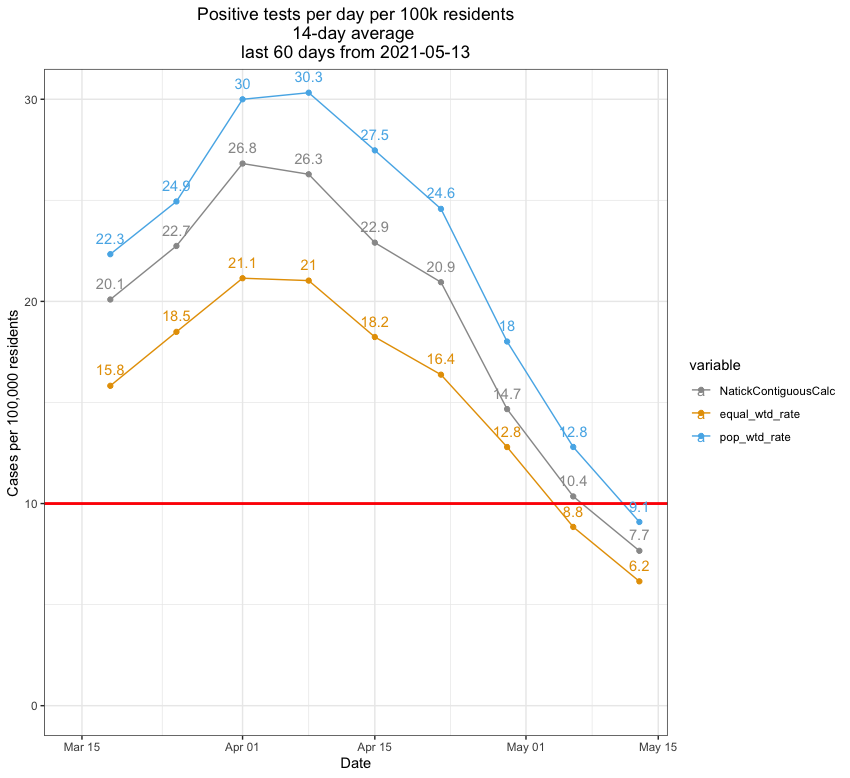 Positive tests per day per 100k residents
14-day average
last 60 days from 2021-05-13
Cases per 100,000 residents
30
20
10
0
30
30.3
26.8
26.3
27.5
24.9
24.6
22.3
22.7
22.9
20.1
20.9
21.1
21
18.5
18.2
18
15.8
16.4
14.7
12.8
12.8
10.4
9.1
8.8
7.7
6.2
Mar 15
Apr 01
Apr 15
May 01
May 15
Date
variable
a NatickContiguousCalc
a equal_wtd_rate
a pop_wtd_rate